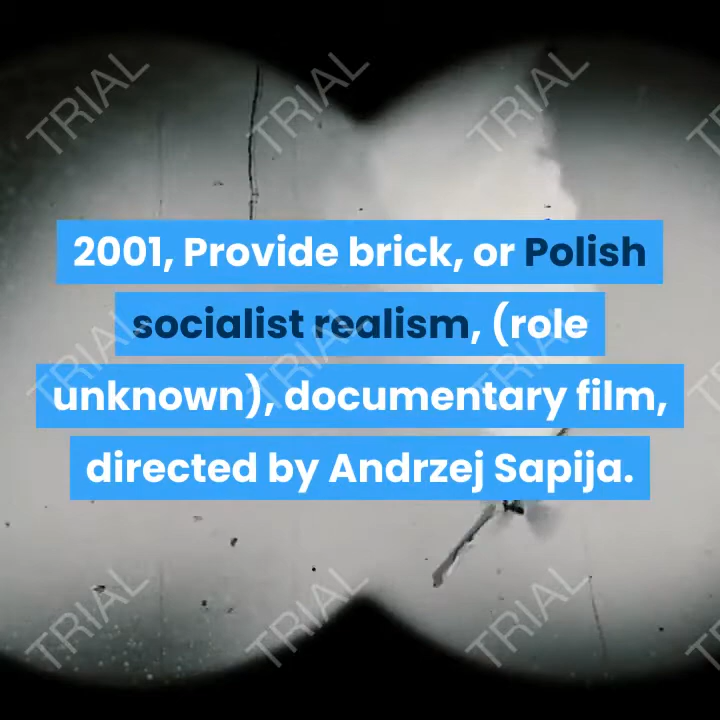 TRIAL TRIAL TRIAL
2001, Provide brick, or Polish
socialist realism, (role
unknown), documentary film,
directed by Andrzej Sapija.
TRIAL TRIAL TRIAL
TRIAL TRIAL TRIAL